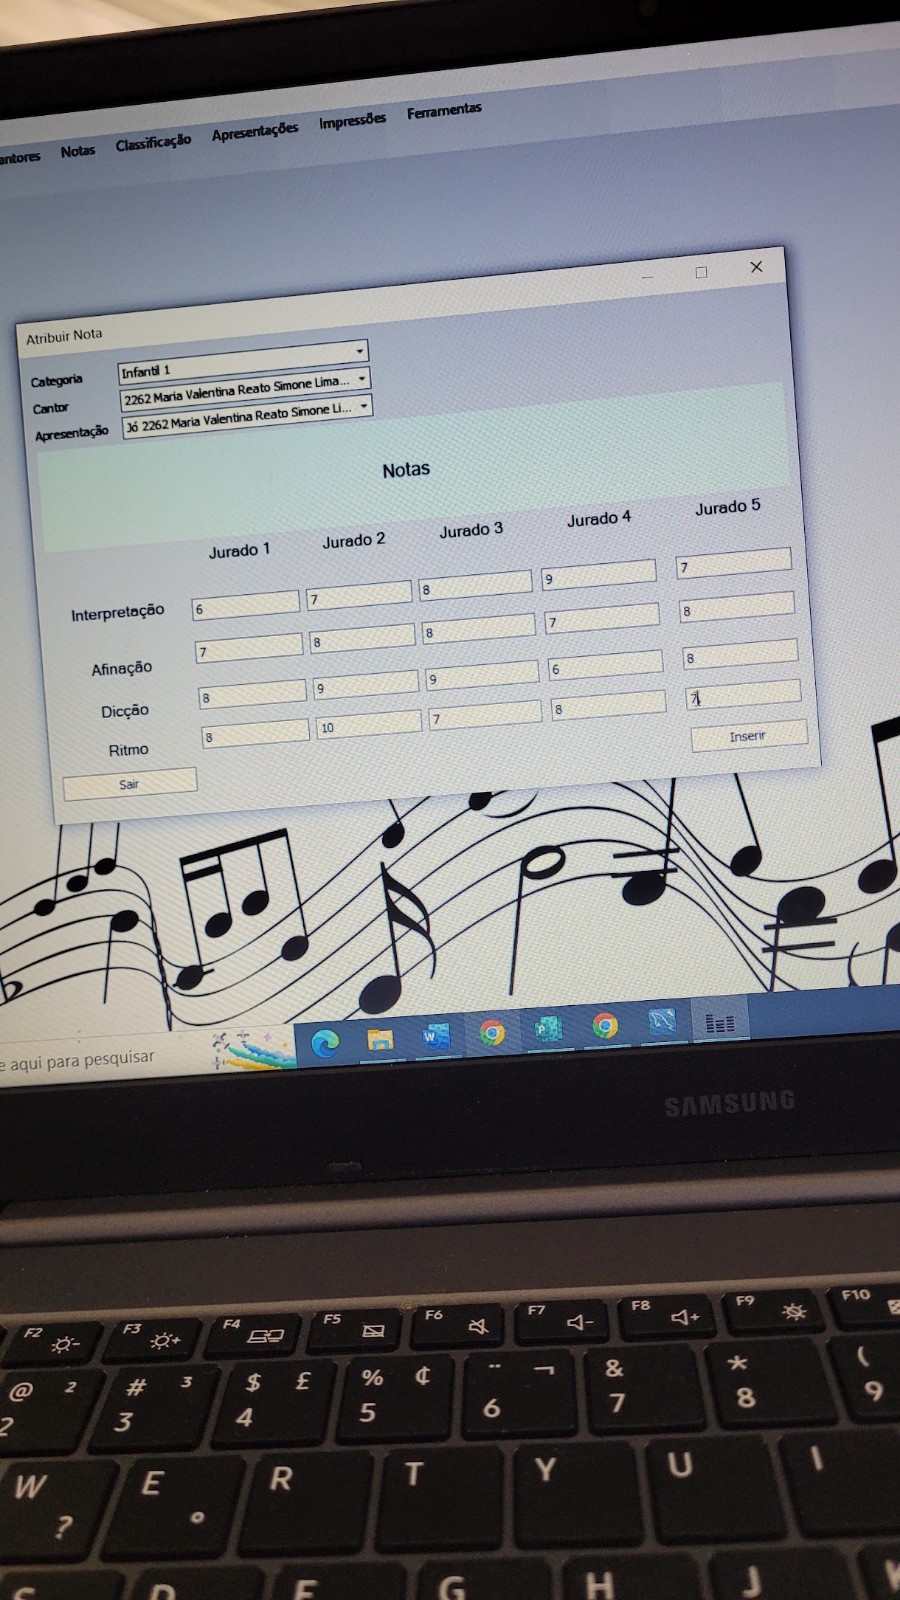 antores Notas Classificação Apresentações Impressões Ferramentas
Atribuir Nota
Categoria Infantil 1
Cantor 2262 Maria Valentina Reato Simone Lima...
Apresentação Jó 2262 Maria Valentina Reato Simone Li...
Notas
Jurado 1 Jurado 2 Jurado 3 Jurado 4 Jurado 5
Interpretação 6 7 8 9 7
Afinação 7 8 8 7 8
Dicção 8 9 9 6 8
Ritmo 8 10 7 8 7
Sair Inserir
e aqui para pesquisar
W P
SAMSUNG
F2 F3 F4 F5 F6 F7 F8 F9 F10
@ 2 # 3 $ £ % ¢ ¨ ¬ & * (
2 3 4 5 6 7 8 9
W E R T Y U I
? °
S D F G H J K